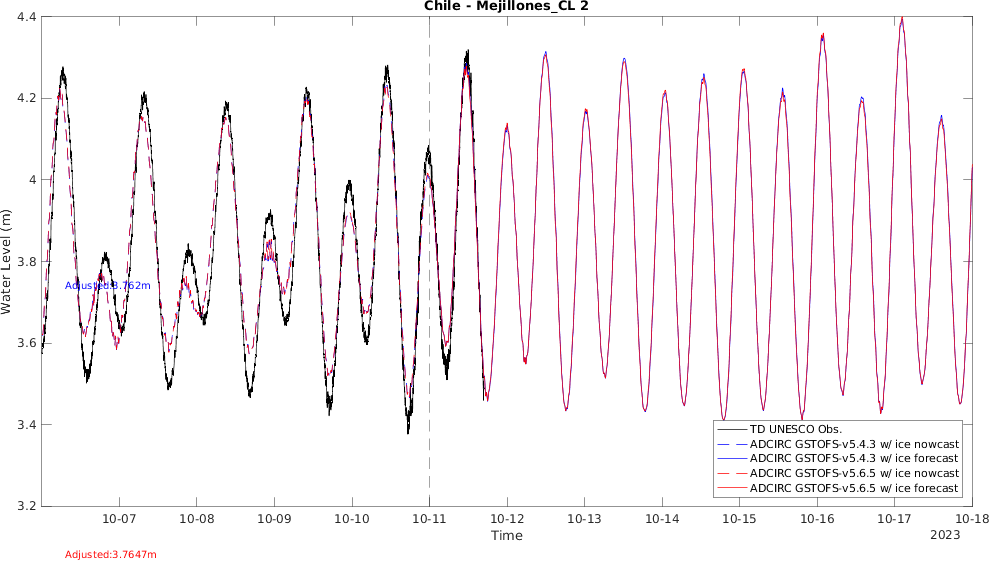 Chile - Mejillones_CL 2
4.4
4.2
4
3.8
3.6
3.4
3.2
Water Level (m)
Adjusted:3.762m
TD UNESCO Obs.
ADCIRC GSTOFS-v5.4.3 w/ ice nowcast
ADCIRC GSTOFS-v5.4.3 w/ ice forecast
ADCIRC GSTOFS-v5.6.5 w/ ice nowcast
ADCIRC GSTOFS-v5.6.5 w/ ice forecast
10-07 10-08 10-09 10-10 10-11 10-12 10-13 10-14 10-15 10-16 10-17 10-18
Time
2023
Adjusted:3.7647m